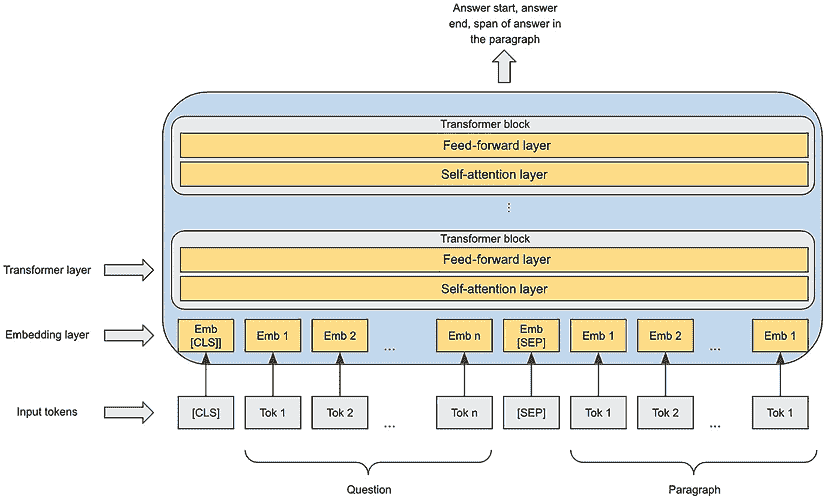 Answer start, answer
end, span of answer in
the paragraph
Transformer block
Feed-forward layer
Self-attention layer
⋮
Transformer block
Transformer layer
Feed-forward layer
Self-attention layer
Embedding layer
Emb
[CLS]]
Emb 1
Emb 2
...
Emb n
Emb
[SEP]
Emb 1
Emb 2
...
Emb 1
Input tokens
[CLS]
Tok 1
Tok 2
...
Tok n
[SEP]
Tok 1
Tok 2
...
Tok 1
Question
Paragraph